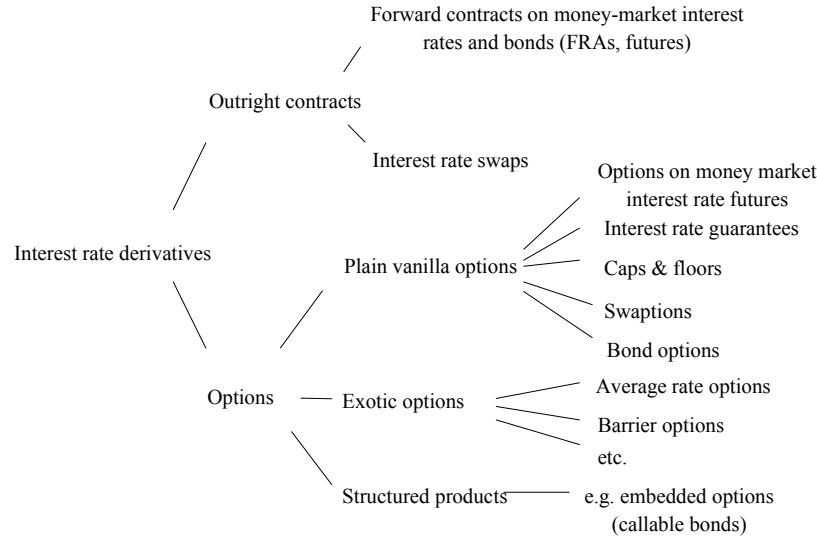 Forward contracts on money-market interest
rates and bonds (FRAs, futures)
Outright contracts
Interest rate swaps
Options on money market
interest rate futures
Interest rate guarantees
Interest rate derivatives
Plain vanilla options
Caps & floors
Swaptions
Bond options
Options
Exotic options
Average rate options
Barrier options
etc.
Structured products
e.g. embedded options
(callable bonds)